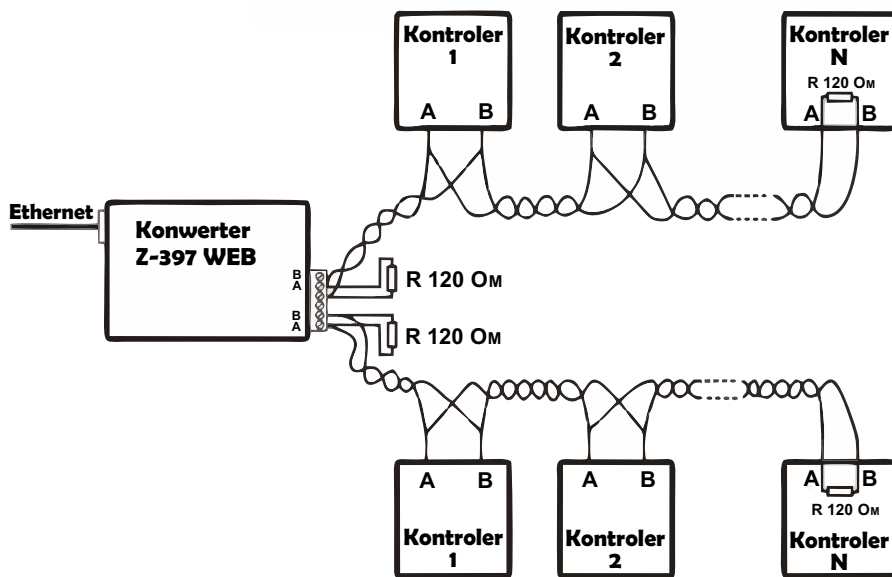 Kontroler
1
A B
Kontroler
2
A B
Kontroler
N
R 120 Ом
A B
Ethernet
Konwerter
Z-397 WEB
B
A
B
A
R 120 Ом
R 120 Ом
A B
Kontroler
1
A B
Kontroler
2
A B
R 120 Ом
Kontroler
N